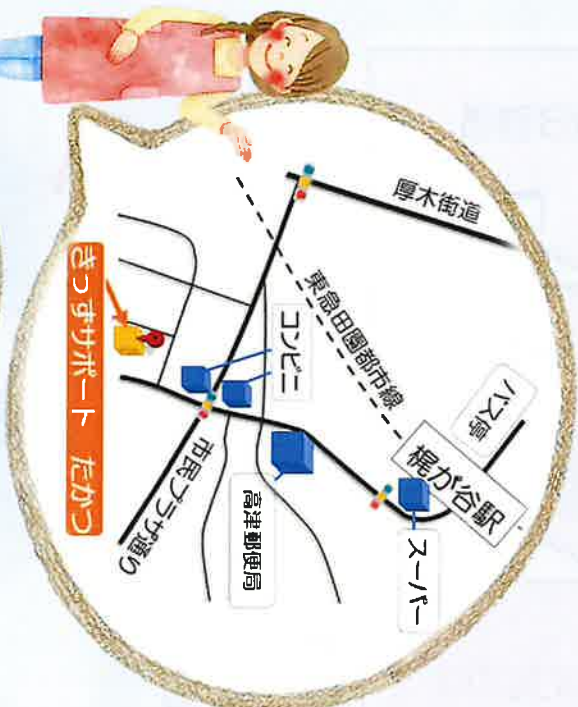 厚木街道
東急田園都市線
バス停
梶が谷駅
スーパー
コンビニ
高津郵便局
市民プラザ通り
きっずサポート たかつ